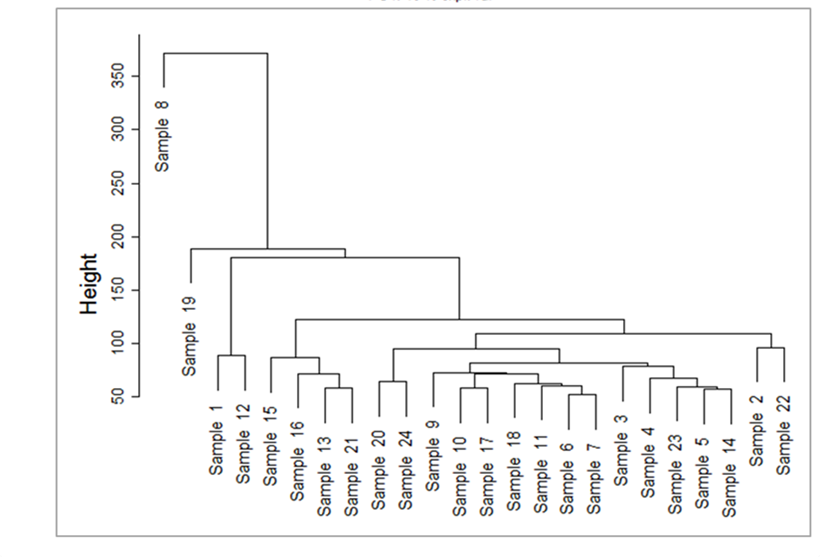 350
300
250
200
150
100
50
Height
Sample 8
Sample 19
Sample 1
Sample 12
Sample 15
Sample 16
Sample 13
Sample 21
Sample 20
Sample 24
Sample 9
Sample 10
Sample 17
Sample 18
Sample 11
Sample 6
Sample 7
Sample 3
Sample 4
Sample 23
Sample 5
Sample 14
Sample 2
Sample 22